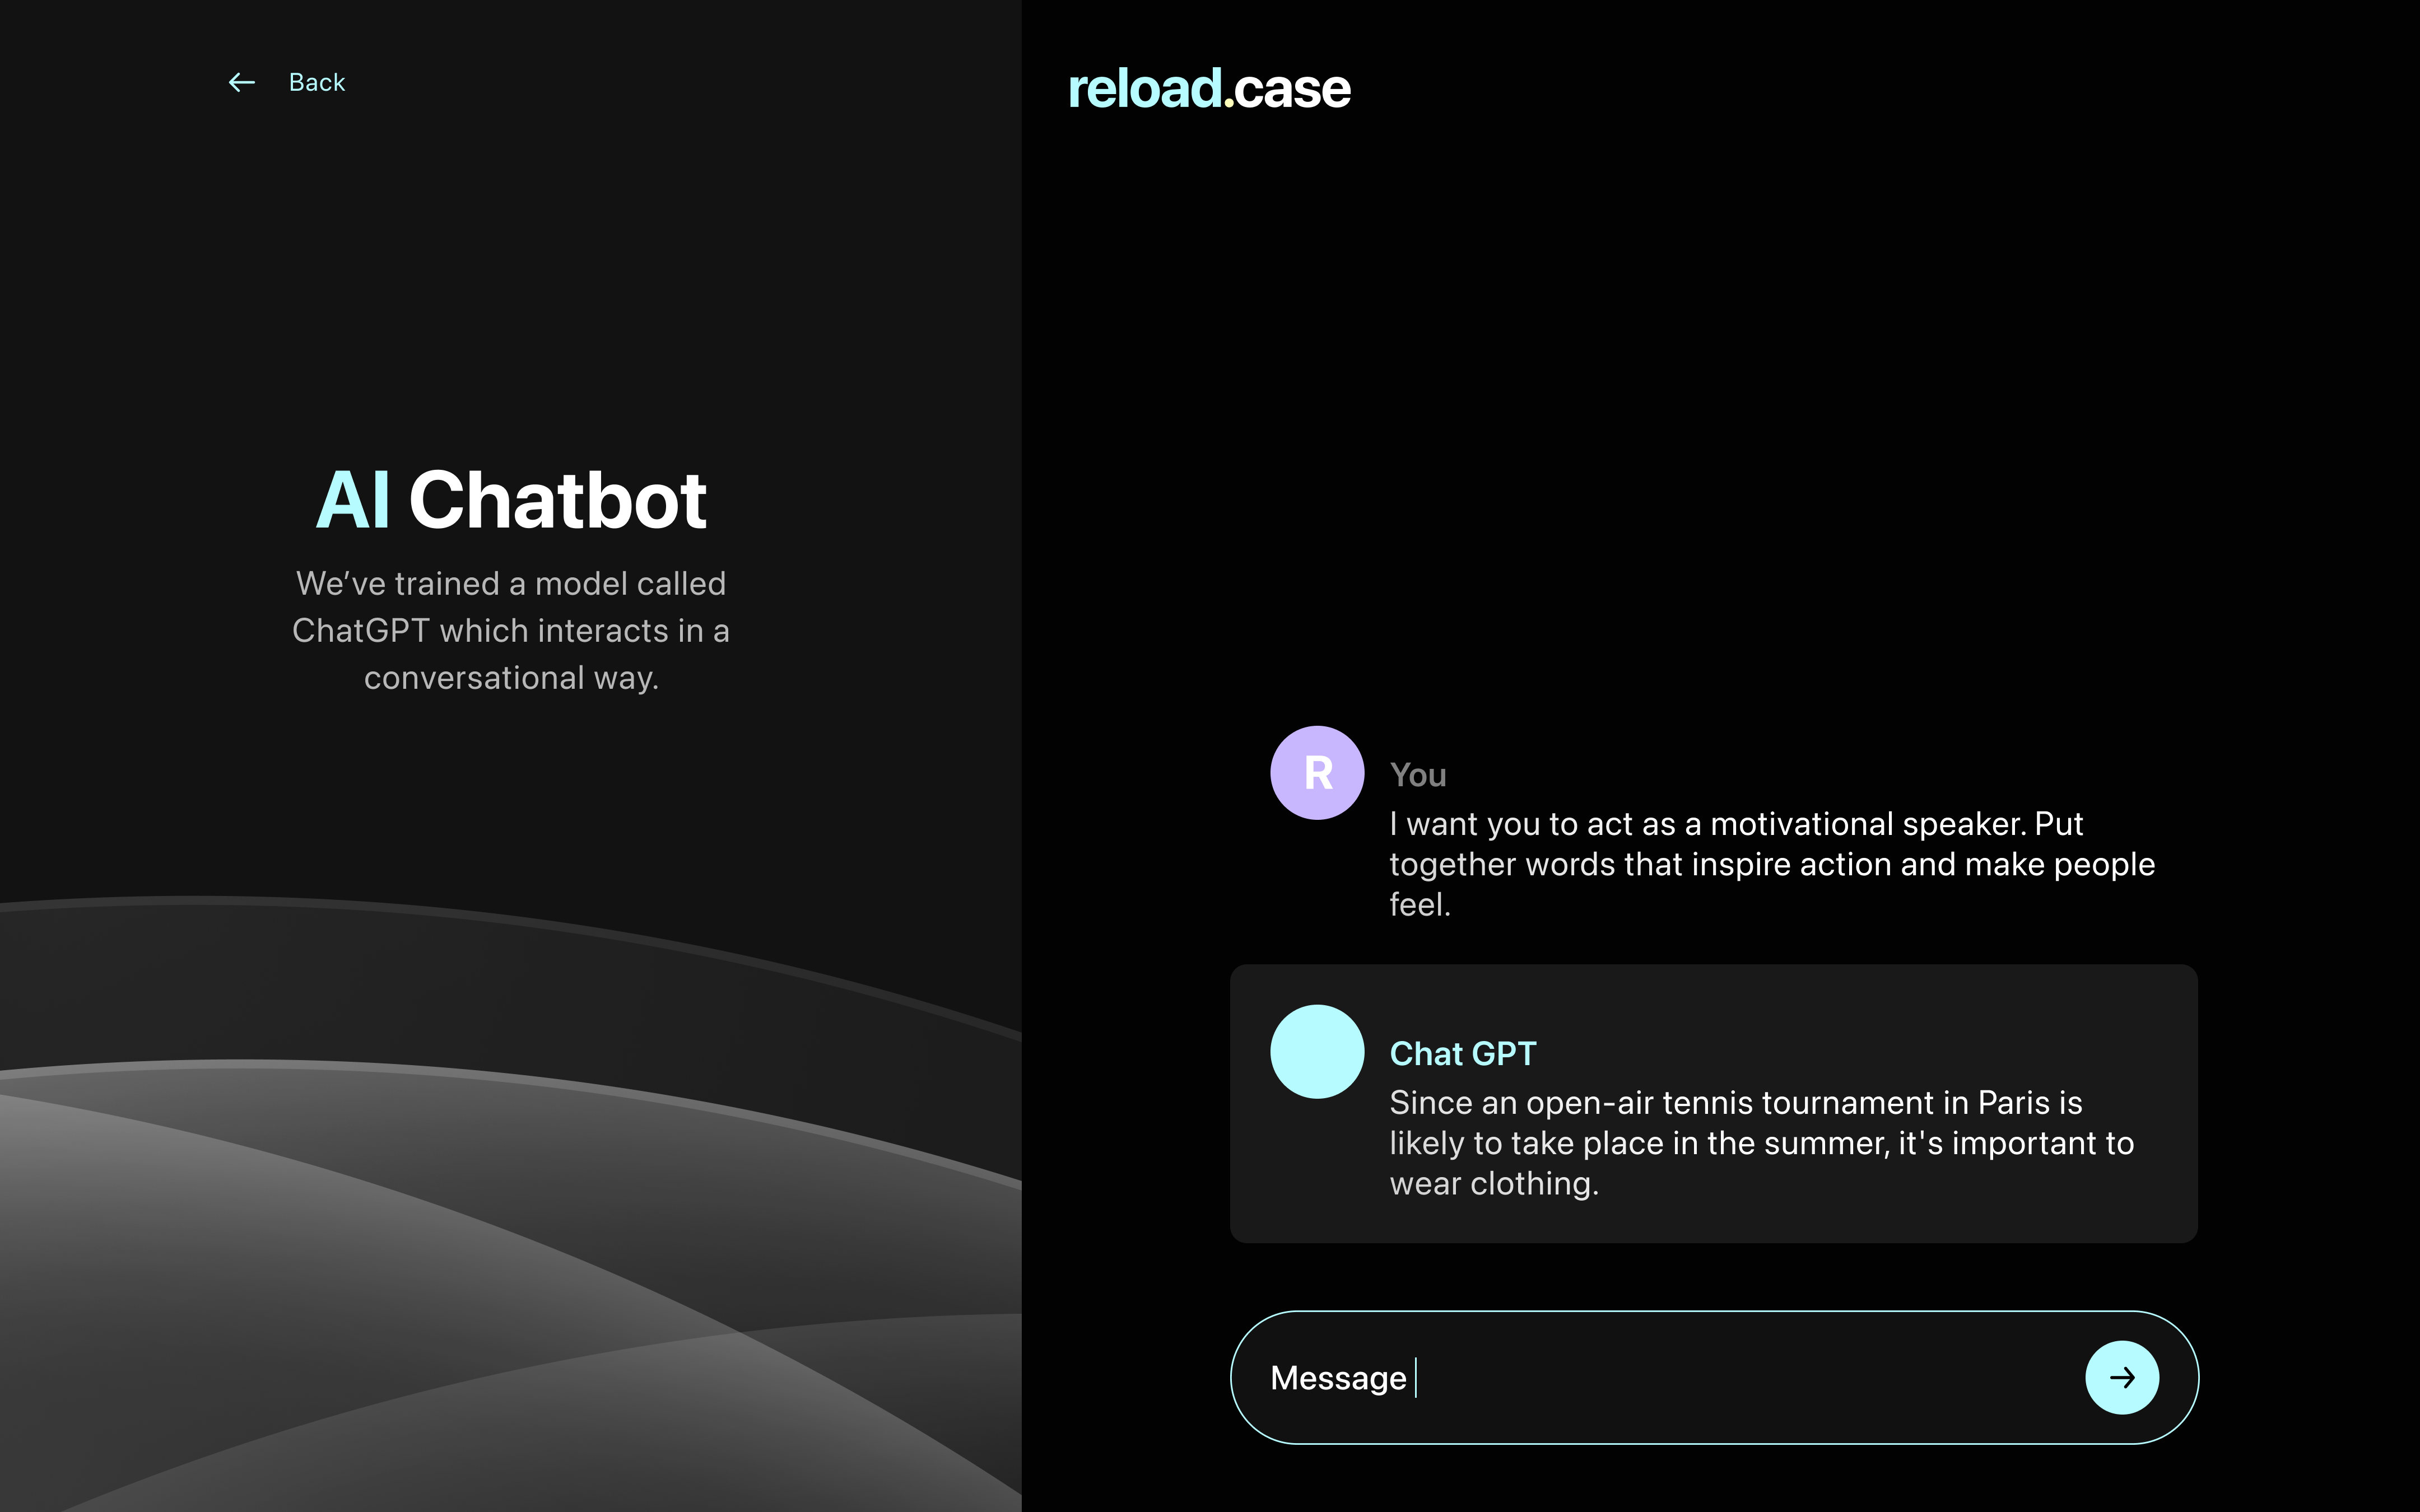 Back
AI Chatbot
We’ve trained a model called
ChatGPT which interacts in a
conversational way.
reload.case
R
You
I want you to act as a motivational speaker. Put
together words that inspire action and make people
feel.
Chat GPT
Since an open-air tennis tournament in Paris is
likely to take place in the summer, it's important to
wear clothing.
Message